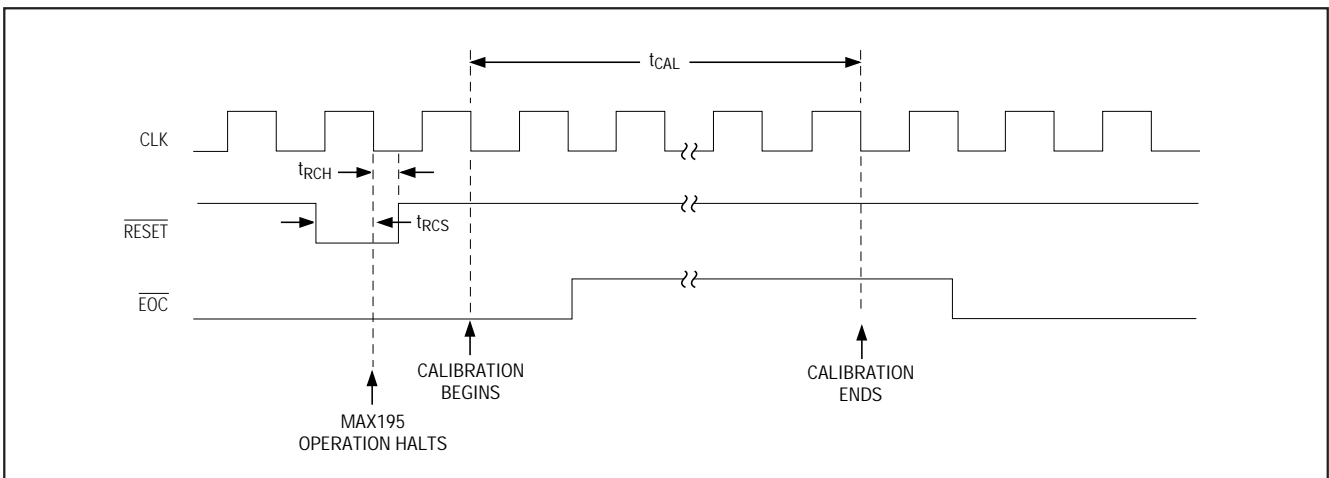 tCAL
CLK
tRCH
RESET
tRCS
EOC
CALIBRATION
BEGINS
CALIBRATION
ENDS
MAX195
OPERATION HALTS